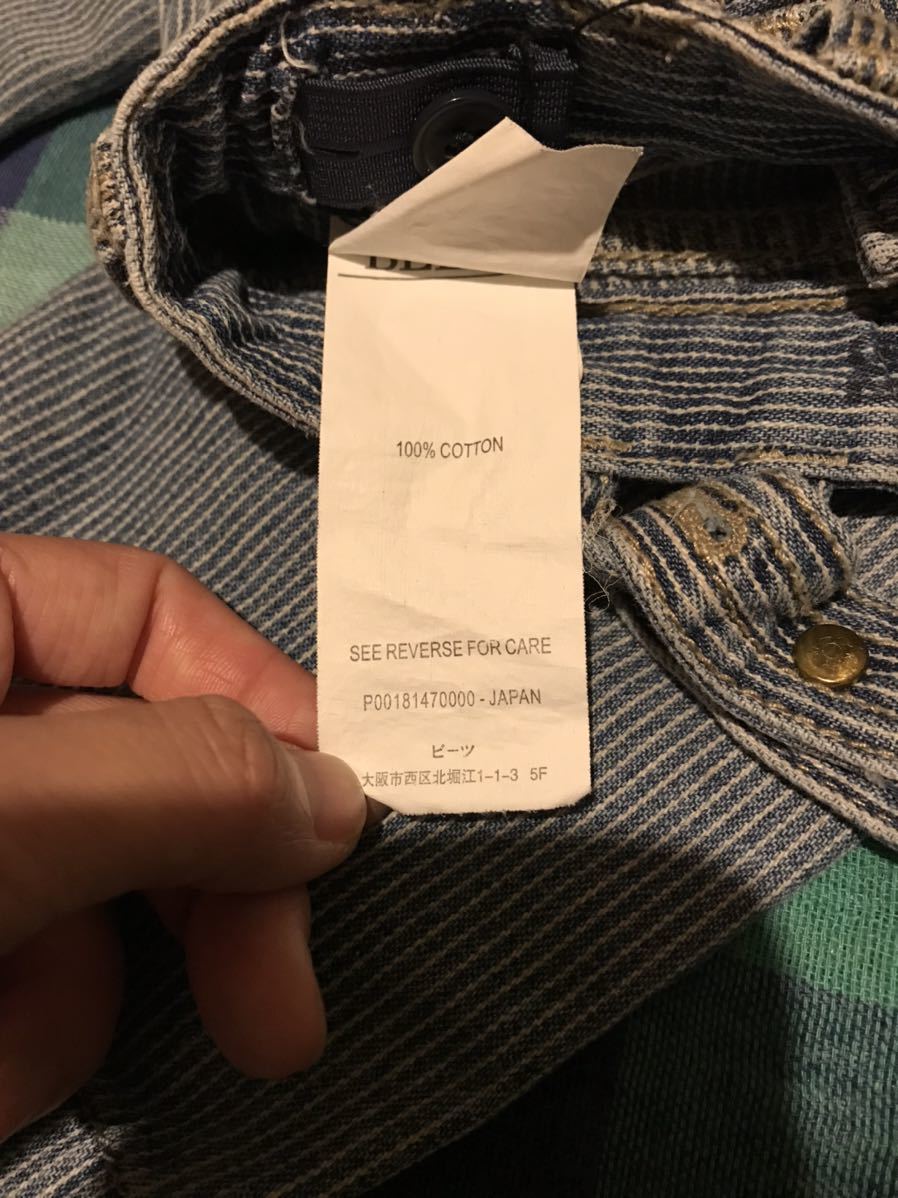 100% COTTON
SEE REVERSE FOR CARE
P00181470000 - JAPAN
ビーツ
大阪市西区北堀江1-1-3 5F